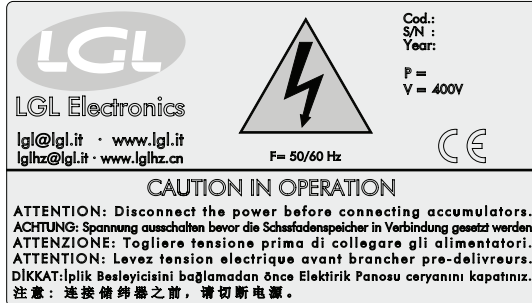 LGL
LGL Electronics
lgl@lgl.it · www.lgl.it
lglhz@lgl.it · www.lglhz.cn
F= 50/60 Hz
Cod.:
S/N :
Year:
P =
V = 400V
CE
CAUTION IN OPERATION
ATTENTION: Disconnect the power before connecting accumulators.
ACHTUNG: Spannung ausschalten bevor die Schssfadenspeicher in Verbindung gesetzt werden
ATTENZIONE: Togliere tensione prima di collegare gli alimentatori.
ATTENTION: Levez tension electrique avant brancher pre-delivreurs.
DİKKAT:İplik Besleyicisini bağlamadan önce Elektirik Panosu ceryanını kapatınız.
注意: 连接储纬器之前，请切断电源。